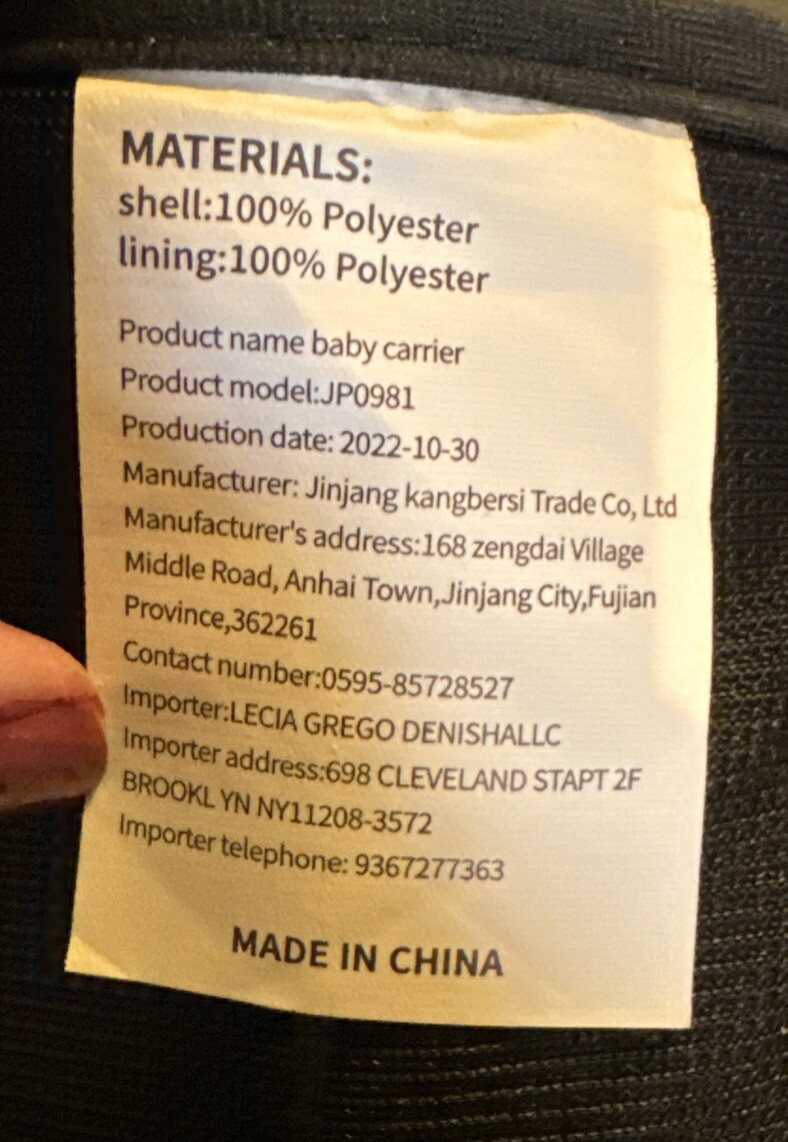 MATERIALS:
shell:100% Polyester
lining:100% Polyester
Product name baby carrier
Product model:JP0981
Production date: 2022-10-30
Manufacturer: Jinjang kangbersi Trade Co, Ltd
Manufacturer's address:168 zengdai Village
Middle Road, Anhai Town,Jinjang City,Fujian
Province,362261
Contact number:0595-85728527
Importer:LECIA GREGO DENISHALLC
Importer address:698 CLEVELAND STAPT 2F
BROOKL YN NY11208-3572
Importer telephone: 9367277363
MADE IN CHINA